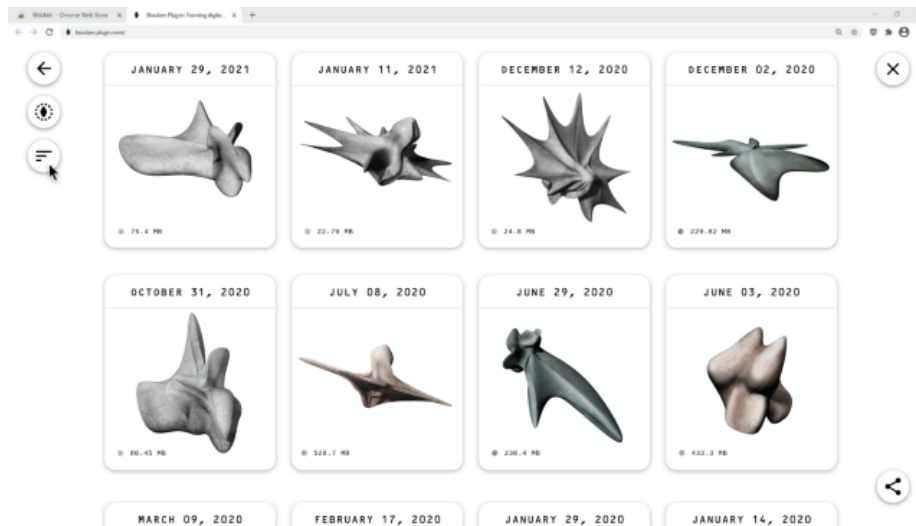 JANUARY 29, 2021
JANUARY 11, 2021
DECEMBER 12, 2020
DECEMBER 02, 2020
75.4 MB
22.79 MB
24.8 MB
229.82 MB
OCTOBER 31, 2020
JULY 08, 2020
JUNE 29, 2020
JUNE 03, 2020
80.45 MB
528.7 MB
230.4 MB
433.3 MB
MARCH 09, 2020
FEBRUARY 17, 2020
JANUARY 29, 2020
JANUARY 14, 2020